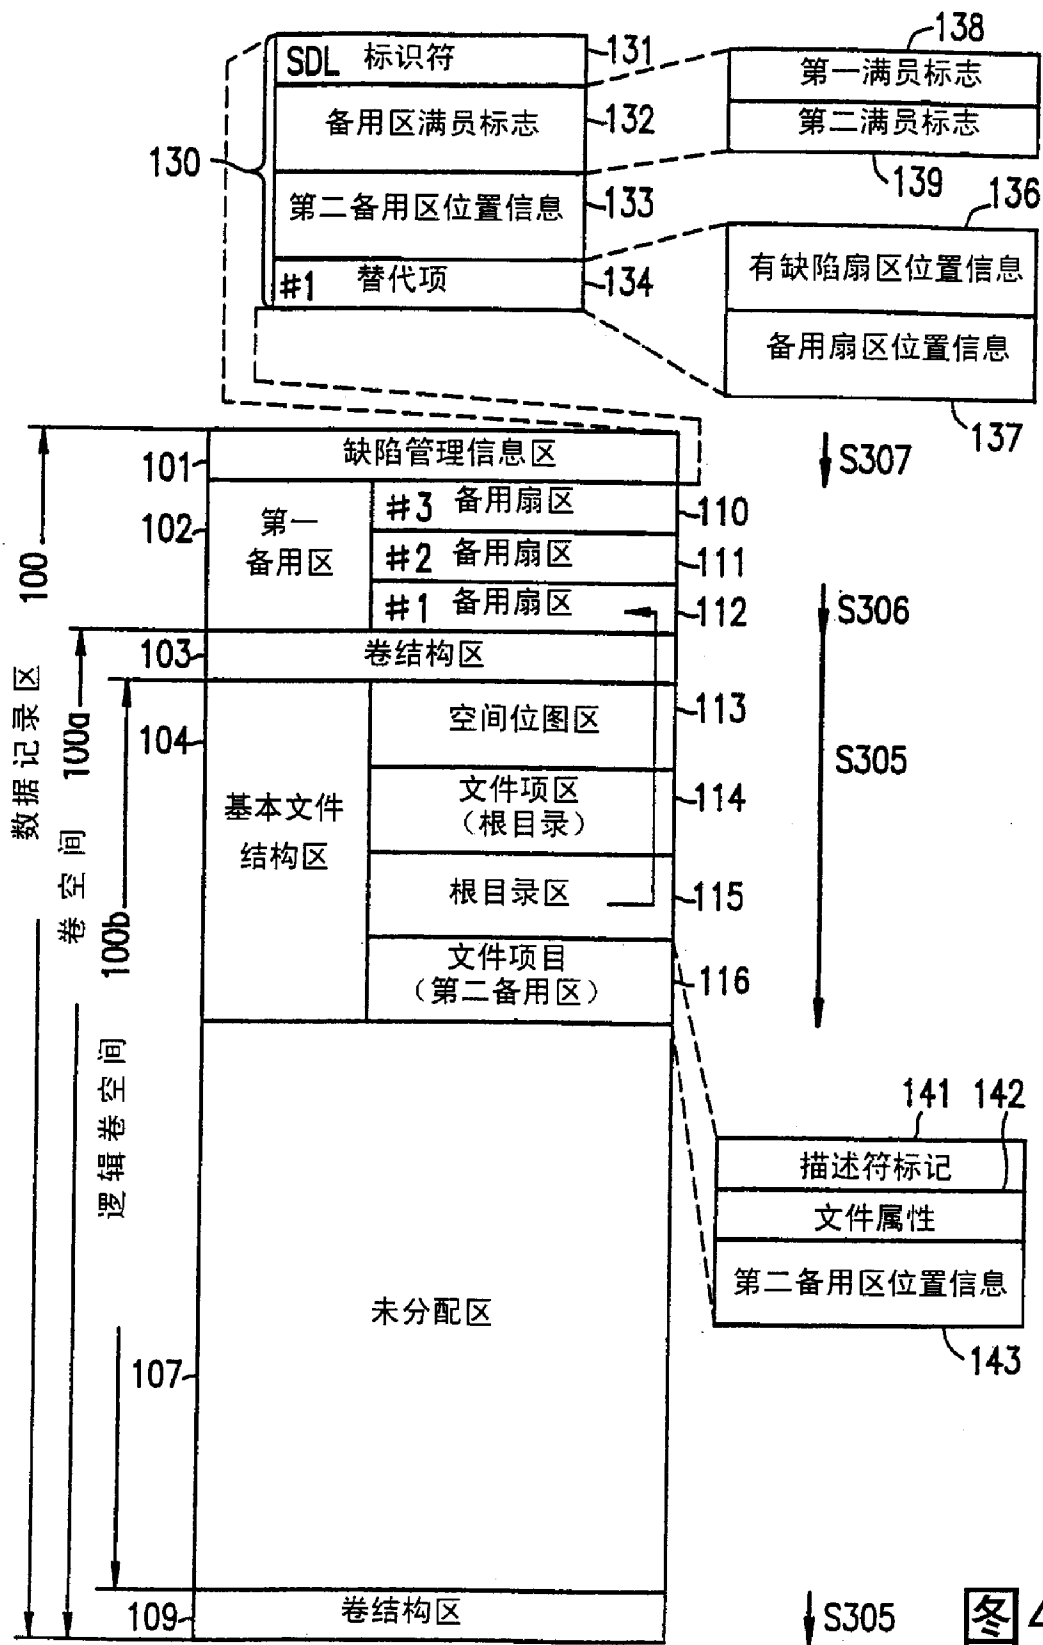 138
SDL 标识符
131
第一满员标志
备用区满员标志
132
第二满员标志
130
139
第二备用区位置信息
133
136
#1 替代项
134
有缺陷扇区位置信息
备用扇区位置信息
137
101
缺陷管理信息区
S307
102
第一
备用区
#3 备用扇区
110
#2 备用扇区
111
#1 备用扇区
112
S306
100
数据记录区
103
卷结构区
100a
卷空间
104
基本文件
结构区
空间位图区
113
S305
文件项区
(根目录)
114
根目录区
115
100b
逻辑卷空间
文件项目
(第二备用区)
116
141
142
描述符标记
文件属性
第二备用区位置信息
143
未分配区
107
109
卷结构区
S305
图 4